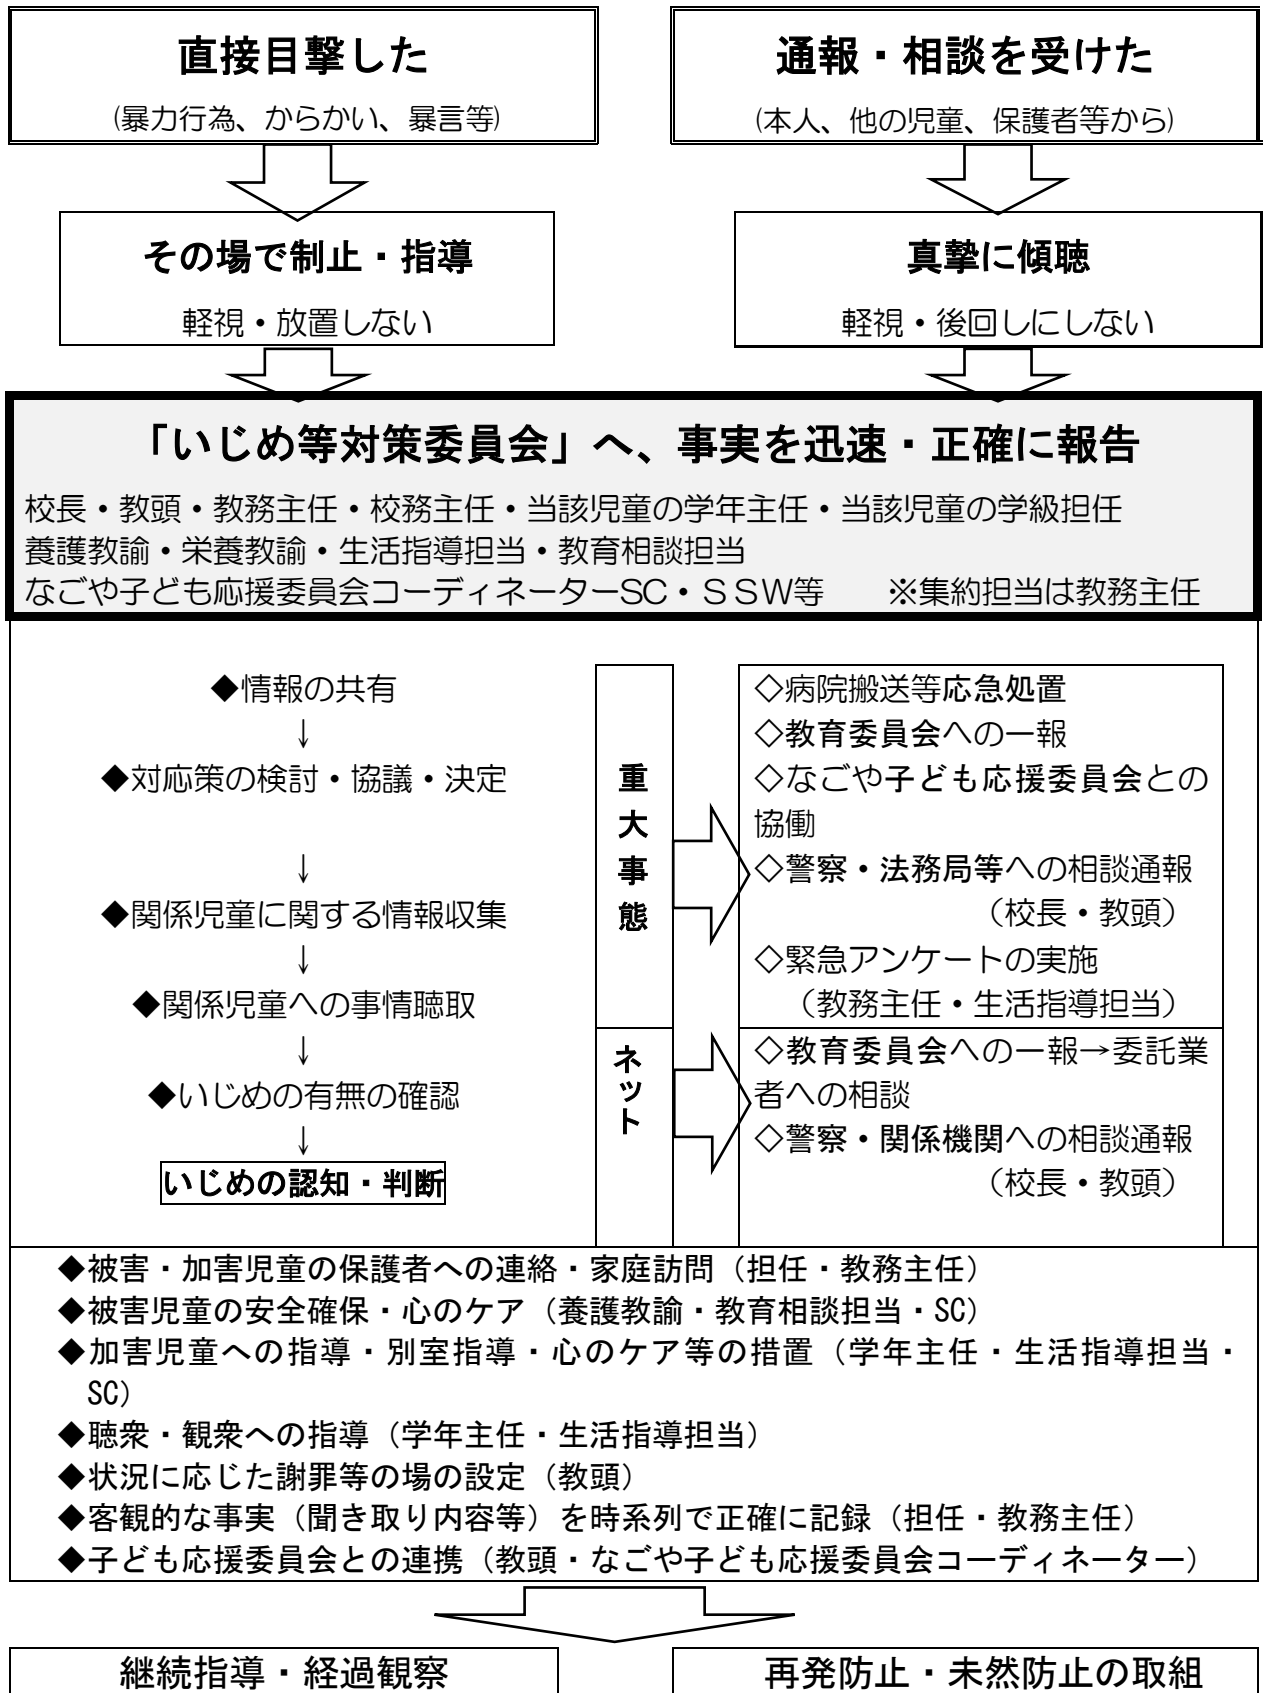 直接目撃した
(暴力行為、からかい、暴言等)
通報・相談を受けた
(本人、他の児童、保護者等から)
その場で制止・指導
軽視・放置しない
真摯に傾聴
軽視・後回しにしない
「いじめ等対策委員会」へ、事実を迅速・正確に報告
校長・教頭・教務主任・校務主任・当該児童の学年主任・当該児童の学級担任
養護教諭・栄養教諭・生活指導担当・教育相談担当
なごや子ども応援委員会コーディネーターSC・ＳＳＷ等　　※集約担当は教務主任
◆情報の共有
↓
◆対応策の検討・協議・決定
↓
◆関係児童に関する情報収集
↓
◆関係児童への事情聴取
↓
◆いじめの有無の確認
↓
いじめの認知・判断
重大事態
◇病院搬送等応急処置
◇教育委員会への一報
◇なごや子ども応援委員会との
協働
◇警察・法務局等への相談通報
（校長・教頭）
◇緊急アンケートの実施
（教務主任・生活指導担当）
ネット
◇教育委員会への一報→委託業
者への相談
◇警察・関係機関への相談通報
（校長・教頭）
◆被害・加害児童の保護者への連絡・家庭訪問（担任・教務主任）
◆被害児童の安全確保・心のケア（養護教諭・教育相談担当・SC）
◆加害児童への指導・別室指導・心のケア等の措置（学年主任・生活指導担当・
SC）
◆聴衆・観衆への指導（学年主任・生活指導担当）
◆状況に応じた謝罪等の場の設定（教頭）
◆客観的な事実（聞き取り内容等）を時系列で正確に記録（担任・教務主任）
◆子ども応援委員会との連携（教頭・なごや子ども応援委員会コーディネーター）
継続指導・経過観察
再発防止・未然防止の取組